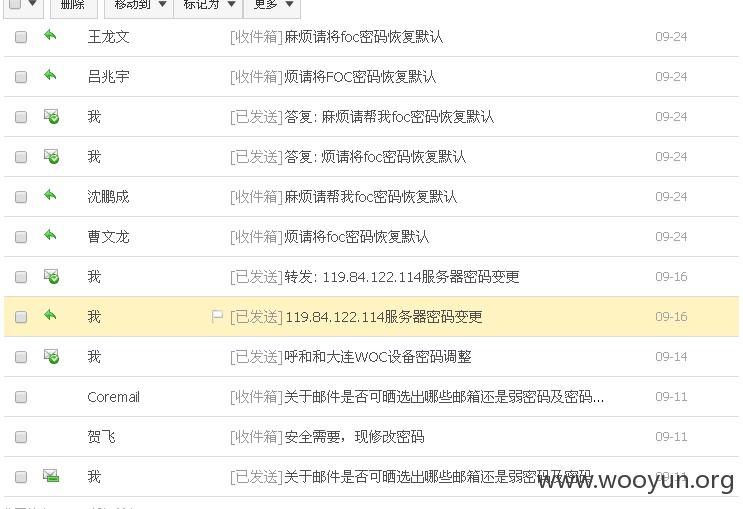 删除 移动到 标记为 更多
王龙文 [收件箱]麻烦请将foc密码恢复默认 09-24
吕兆宇 [收件箱]烦请将FOC密码恢复默认 09-24
我 [已发送]答复: 麻烦请帮我foc密码恢复默认 09-24
我 [已发送]答复: 烦请将foc密码恢复默认 09-24
沈鹏成 [收件箱]麻烦请帮我foc密码恢复默认 09-24
曹文龙 [收件箱]烦请将foc密码恢复默认 09-24
我 [已发送]转发: 119.84.122.114服务器密码变更 09-16
我 [已发送]119.84.122.114服务器密码变更 09-16
我 [已发送]呼和和大连WOC设备密码调整 09-14
Coremail [收件箱]关于邮件是否可晒选出哪些邮箱还是弱密码及密码... 09-11
贺飞 [收件箱]安全需要，现修改密码 09-11
我 [已发送]关于邮件是否可晒选出哪些邮箱还是弱密码及密码 09-11
www.wooyun.org